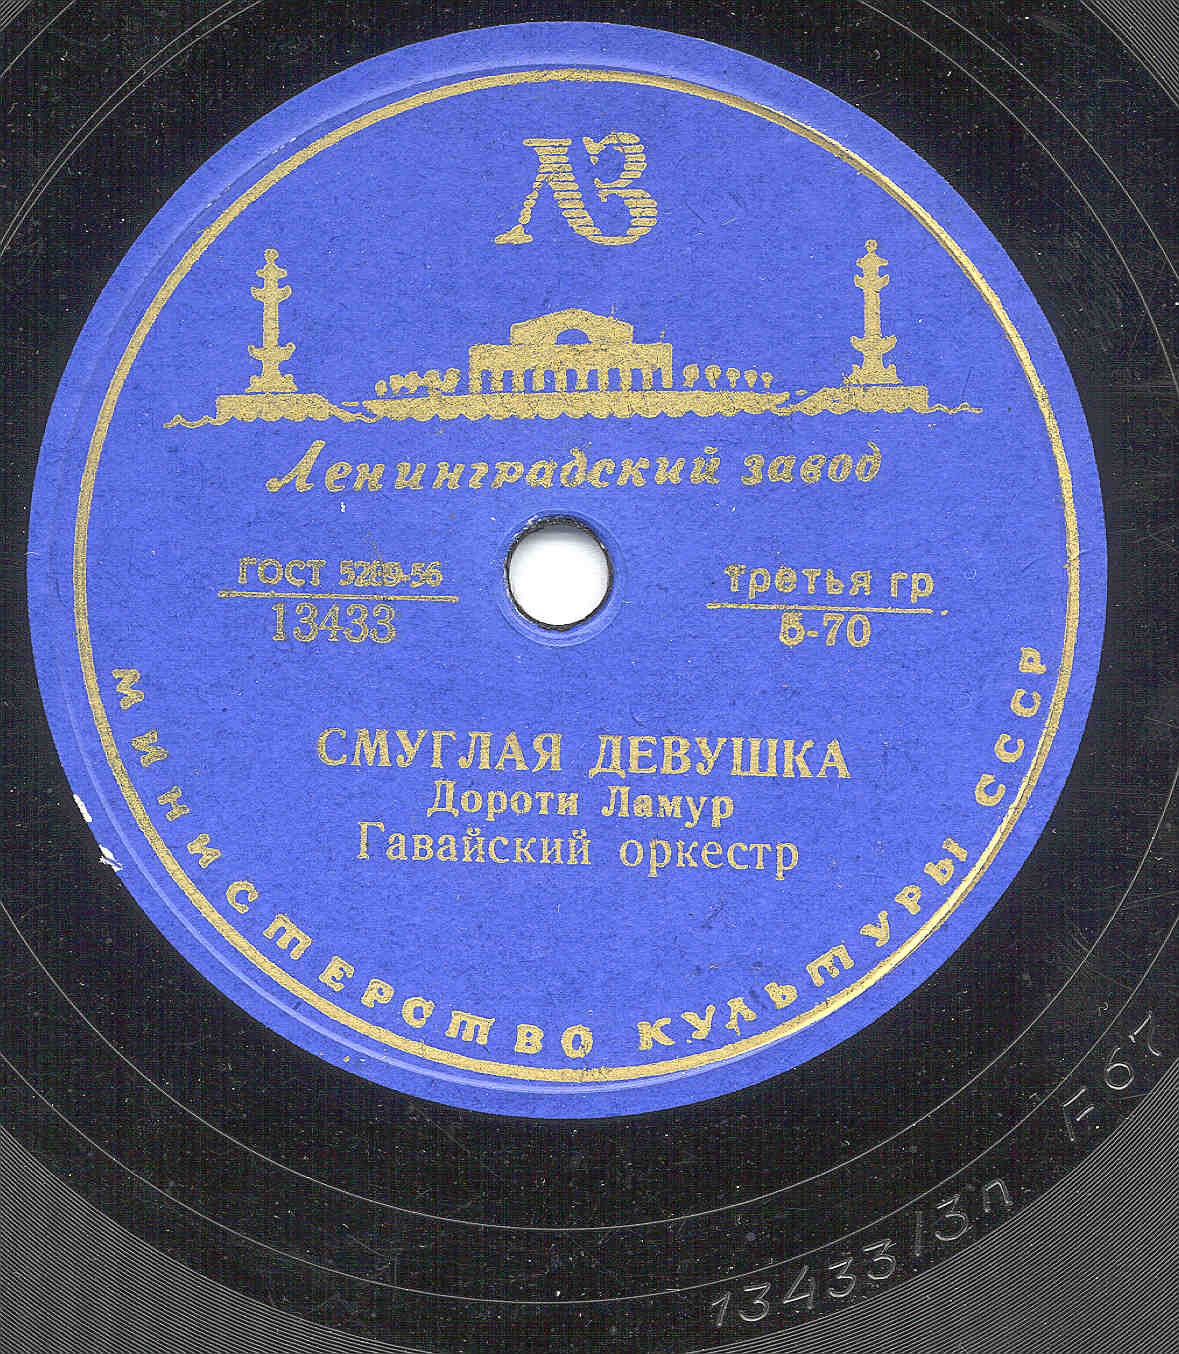 ЛЗ
Ленинградский завод
ГОСТ 5289-56
13433
третья гр
5-70
СМУГЛАЯ ДЕВУШКА
Дороти Ламур
Гавайский оркестр
МИНИСТЕРСТВО КУЛЬТУРЫ СССР
13433/3п
F67